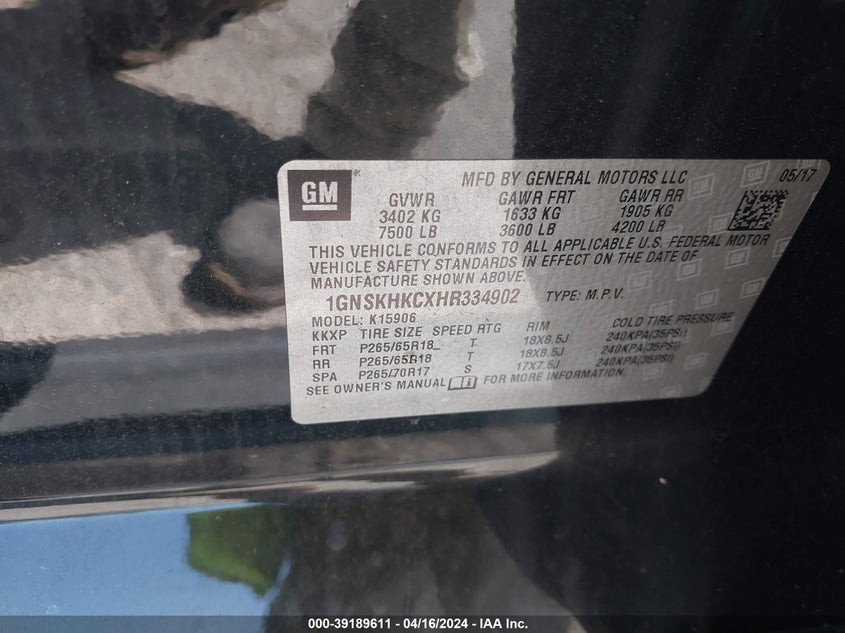 GM
MFD BY GENERAL MOTORS LLC 05/17
GVWR GAWR FRT GAWR RR
3402 KG 1633 KG 1905 KG
7500 LB 3600 LB 4200 LB
THIS VEHICLE CONFORMS TO ALL APPLICABLE U.S. FEDERAL MOTOR
VEHICLE SAFETY STANDARDS IN EFFECT ON THE DATE OF
MANUFACTURE SHOWN ABOVE.
1GNSKHKCXHR334902 TYPE: M.P.V.
MODEL: K15906
KKXP TIRE SIZE SPEED RTG RIM COLD TIRE PRESSURE
FRT P265/65R18 T 18X8.5J 240KPA(35PSI)
RR P265/65R18 T 18X8.5J 240KPA(35PSI)
SPA P265/70R17 S 17X7.5J 240KPA(35PSI)
SEE OWNER'S MANUAL FOR MORE INFORMATION.
000-39189611 - 04/16/2024 - IAA Inc.